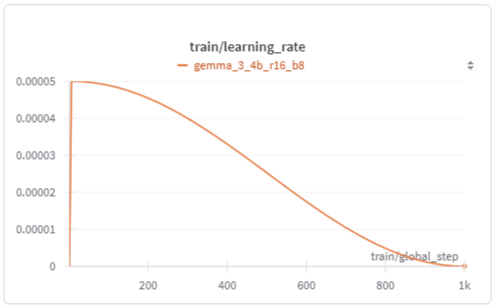 train/learning_rate
gemma_3_4b_r16_b8
0.00005
0.00004
0.00003
0.00002
0.00001
0
train/global_step
200 400 600 800 1k